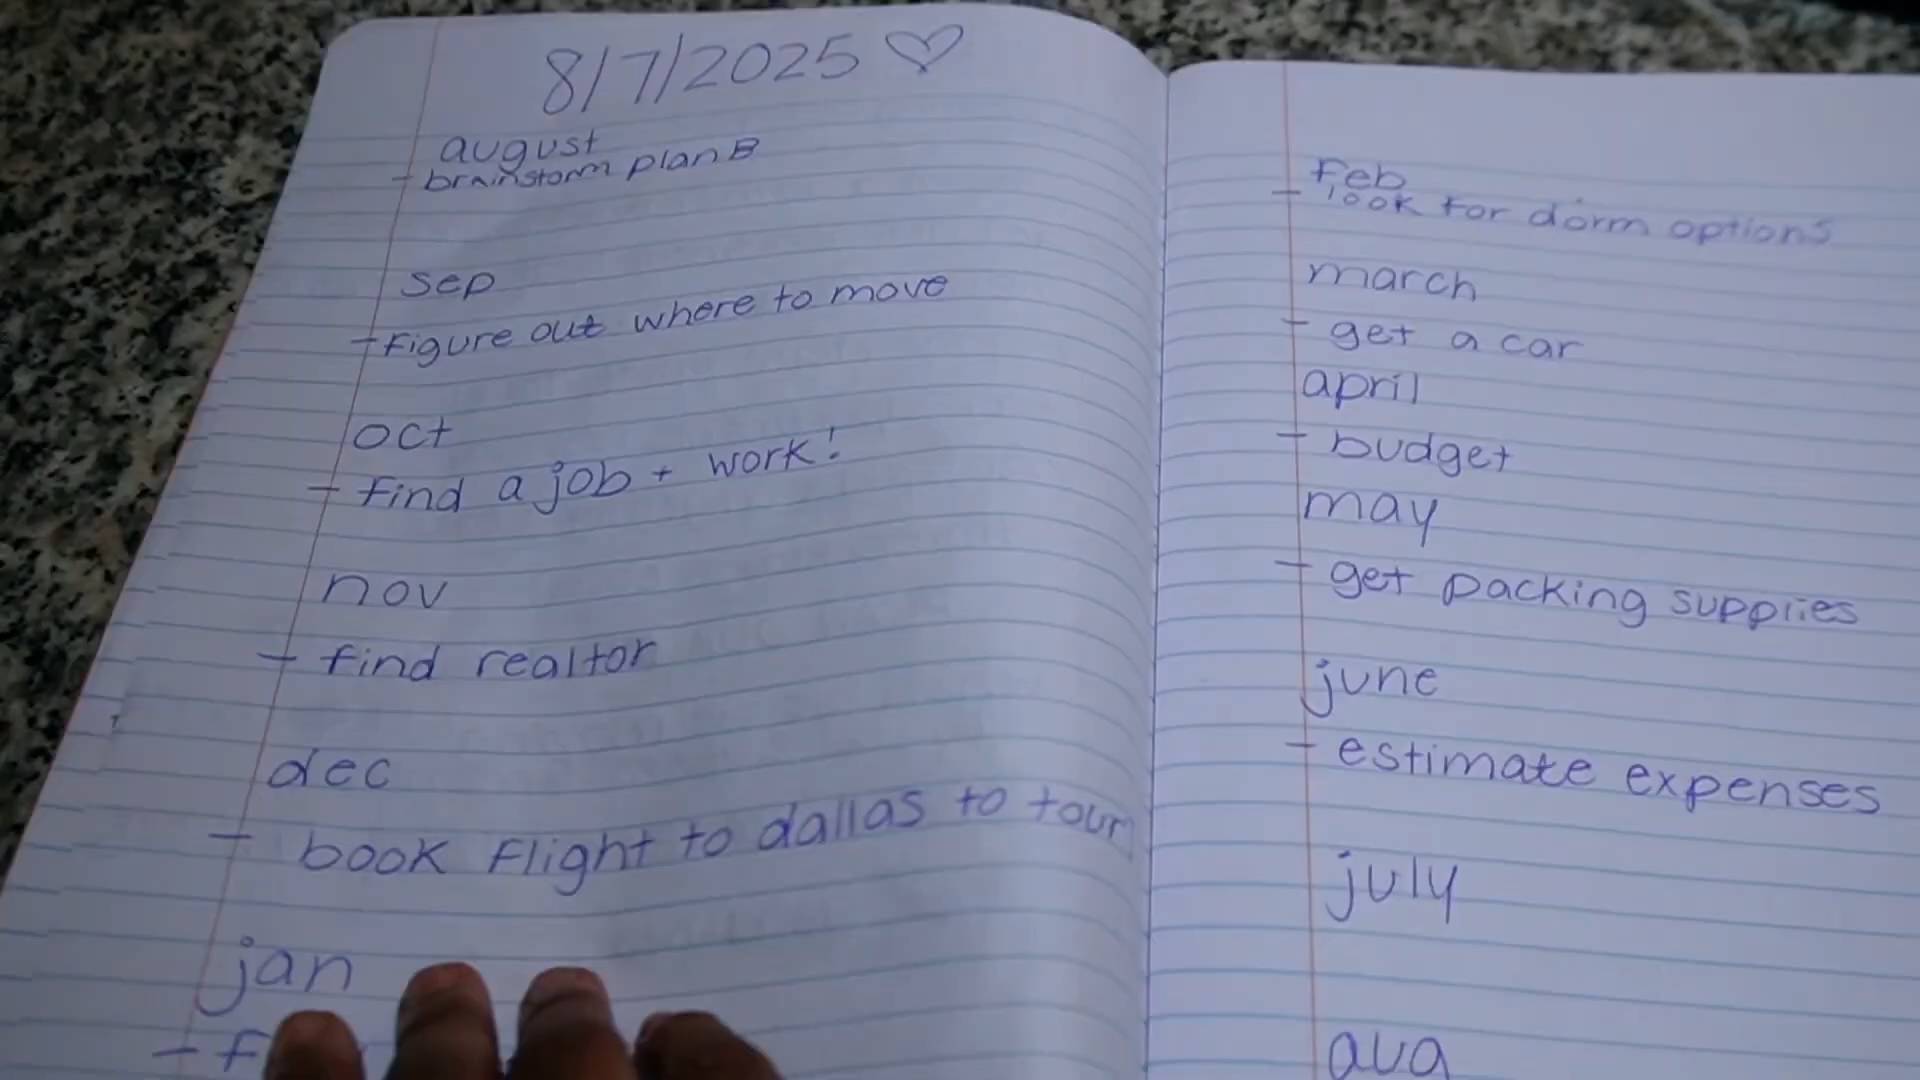 8/7/2025 ♡
august
- brainstorm plan B
sep
- figure out where to move
oct
- find a job + work!
nov
- find realtor
dec
- book flight to dallas to tour
jan
- f
feb
- look for dorm options
march
- get a car
april
- budget
may
- get packing supplies
june
- estimate expenses
july
aug